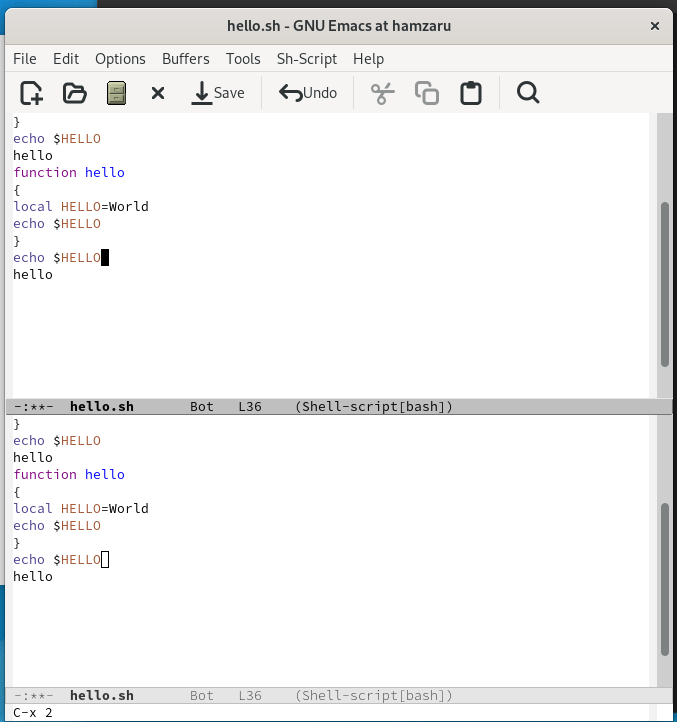 hello.sh - GNU Emacs at hamzaru
File Edit Options Buffers Tools Sh-Script Help
Save Undo
}
echo $HELLO
hello
function hello
{
local HELLO=World
echo $HELLO
}
echo $HELLO
hello
-:**- hello.sh Bot L36 (Shell-script[bash])
}
echo $HELLO
hello
function hello
{
local HELLO=World
echo $HELLO
}
echo $HELLO
hello
-:**- hello.sh Bot L36 (Shell-script[bash])
C-x 2